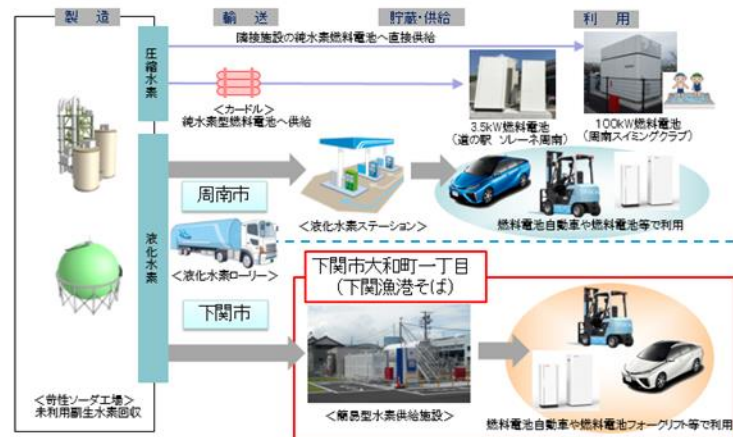 製　造
輸　送
貯蔵・供給
利　用
圧縮水素
隣接施設の純水素燃料電池へ直接供給
＜カードル＞
純水素型燃料電池へ供給
3.5kW燃料電池
（道の駅　ソレーネ周南）
100kW燃料電池
（周南スイミングクラブ）
液化水素
周南市
＜液化水素ステーション＞
燃料電池自動車や燃料電池等で利用
＜液化水素ローリー＞
下関市
下関市大和町一丁目
（下関漁港そば）
＜簡易型水素供給施設＞
燃料電池自動車や燃料電池フォークリフト等で利用
＜苛性ソーダ工場＞
未利用副生水素回収